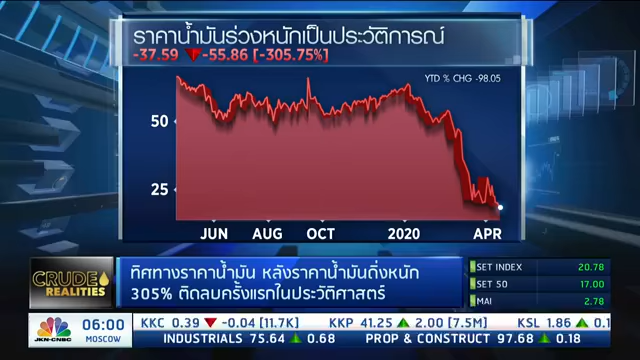 ราคาน้ำมันร่วงหนักเป็นประวัติการณ์
-37.59 ▼-55.86 [-305.75%]
YTD % CHG -98.05
50
25
JUN AUG OCT 2020 APR
CRUDE REALITIES
ทิศทางราคาน้ำมัน หลังราคาน้ำมันดิ่งหนัก
305% ติดลบครั้งแรกในประวัติศาสตร์
SET INDEX 20.78
SET 50 17.00
MAI 2.78
JKN-CNBC
06:00
MOSCOW
KKC 0.39 ▼ -0.04 [11.7K] KKP 41.25 ▲ 2.00 [7.5M] KSL 1.86 ▲ 0.1
INDUSTRIALS 75.64 ▲ 0.68 PROP & CONSTRUCT 97.68 ▲ 0.18